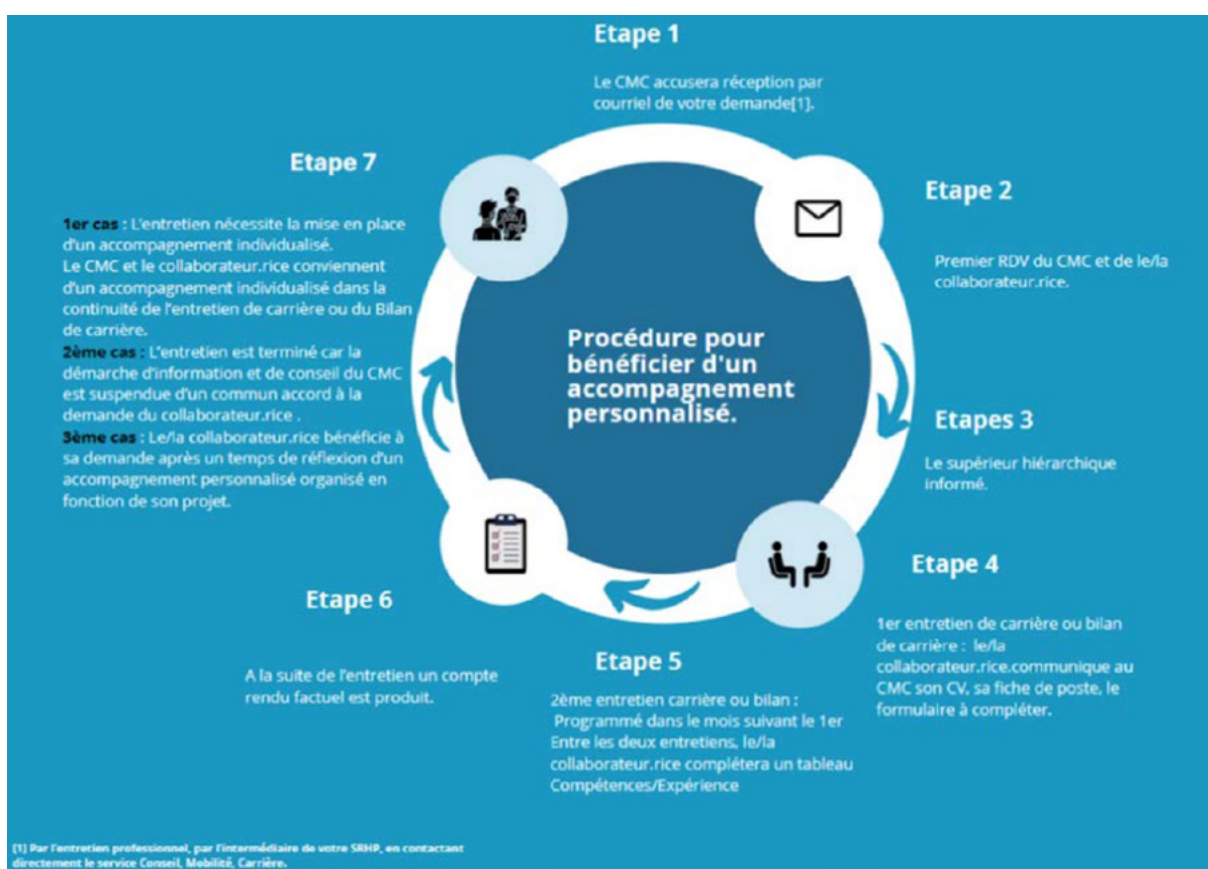 Etape 1
Le CMC accusera réception par
courriel de votre demande[1].
Etape 2
Premier RDV du CMC et de le/la
collaborateur.rice.
Etapes 3
Le supérieur hiérarchique
informé.
Etape 4
1er entretien de carrière ou bilan
de carrière : le/la
collaborateur.rice.communique au
CMC son CV, sa fiche de poste, le
formulaire à compléter.
Etape 5
2ème entretien carrière ou bilan :
Programmé dans le mois suivant le 1er
Entre les deux entretiens, le/la
collaborateur.rice complétera un tableau
Compétences/Expérience
Etape 6
A la suite de l'entretien un compte
rendu factuel est produit.
Etape 7
1er cas : L'entretien nécessite la mise en place
d'un accompagnement individualisé.
Le CMC et le collaborateur.rice conviennent
d'un accompagnement individualisé dans la
continuité de l'entretien de carrière ou du Bilan
de carrière.
2ème cas : L'entretien est terminé car la
démarche d'information et de conseil du CMC
est suspendue d'un commun accord à la
demande du collaborateur.rice .
3ème cas : Le/la collaborateur.rice bénéficie à
sa demande après un temps de réflexion d'un
accompagnement personnalisé organisé en
fonction de son projet.
Procédure pour
bénéficier d'un
accompagnement
personnalisé.
[1] Par l'entretien professionnel, par l'intermédiaire de votre SRHP, en contactant
directement le service Conseil, Mobilité, Carrière.